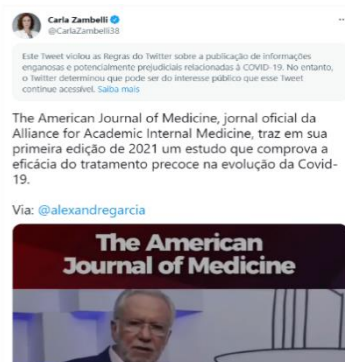 Carla Zambelli
@CarlaZambelli38
Este Tweet violou as Regras do Twitter sobre a publicação de informações
enganosas e potencialmente prejudiciais relacionadas à COVID-19. No entanto,
o Twitter determinou que pode ser do interesse público que esse Tweet
continue acessível. Saiba mais
The American Journal of Medicine, jornal oficial da
Alliance for Academic Internal Medicine, traz em sua
primeira edição de 2021 um estudo que comprova a
eficácia do tratamento precoce na evolução da Covid-
19.
Via: @alexandregarcia
The American
Journal of Medicine